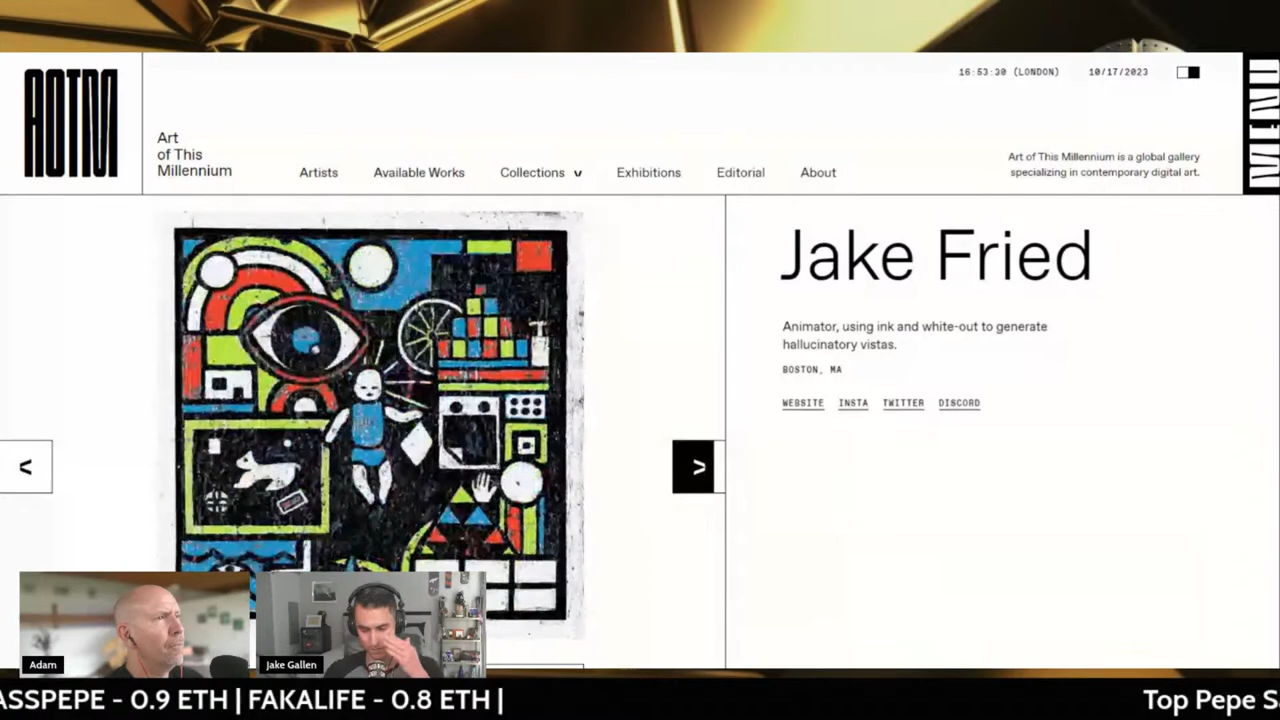 16:53:30 (LONDON) 10/17/2023
AOTM
MENU
Art
of This
Millennium
Artists Available Works Collections Exhibitions Editorial About
Art of This Millennium is a global gallery
specializing in contemporary digital art.
Jake Fried
Animator, using ink and white-out to generate
hallucinatory vistas.
BOSTON, MA
WEBSITE INSTA TWITTER DISCORD
< >
Adam
Jake Gallen
ASSPEPE - 0.9 ETH | FAKALIFE - 0.8 ETH | Top Pepe S